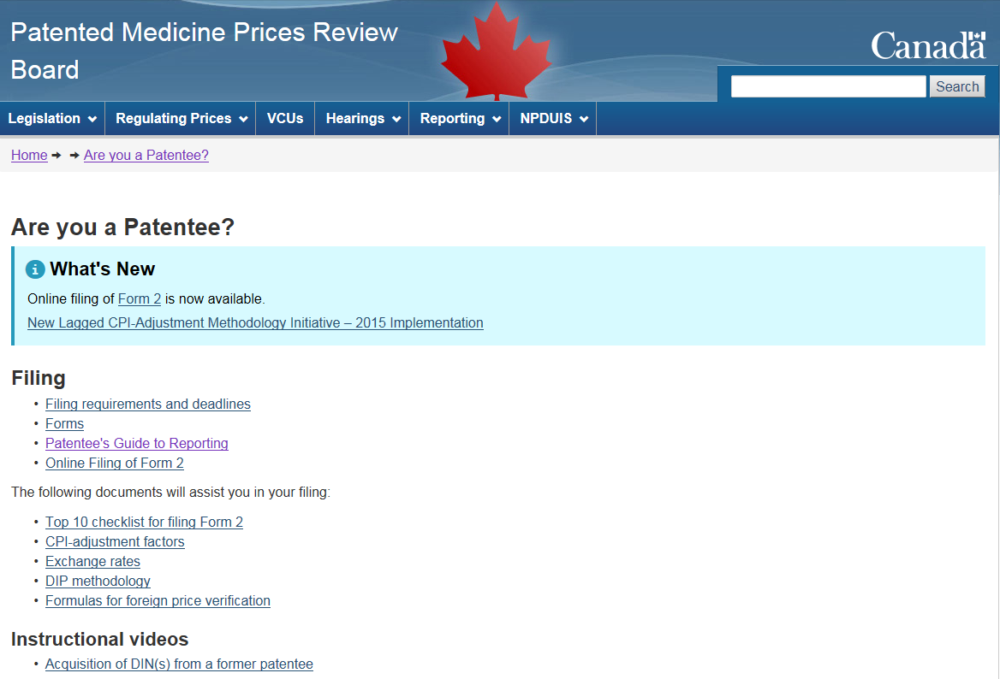 Patented Medicine Prices Review
Board
Canada
Search
Legislation
Regulating Prices
VCUs
Hearings
Reporting
NPDUIS
Home → → Are you a Patentee?
Are you a Patentee?
i What's New
Online filing of Form 2 is now available.
New Lagged CPI-Adjustment Methodology Initiative – 2015 Implementation
Filing
• Filing requirements and deadlines
• Forms
• Patentee's Guide to Reporting
• Online Filing of Form 2
The following documents will assist you in your filing:
• Top 10 checklist for filing Form 2
• CPI-adjustment factors
• Exchange rates
• DIP methodology
• Formulas for foreign price verification
Instructional videos
• Acquisition of DIN(s) from a former patentee